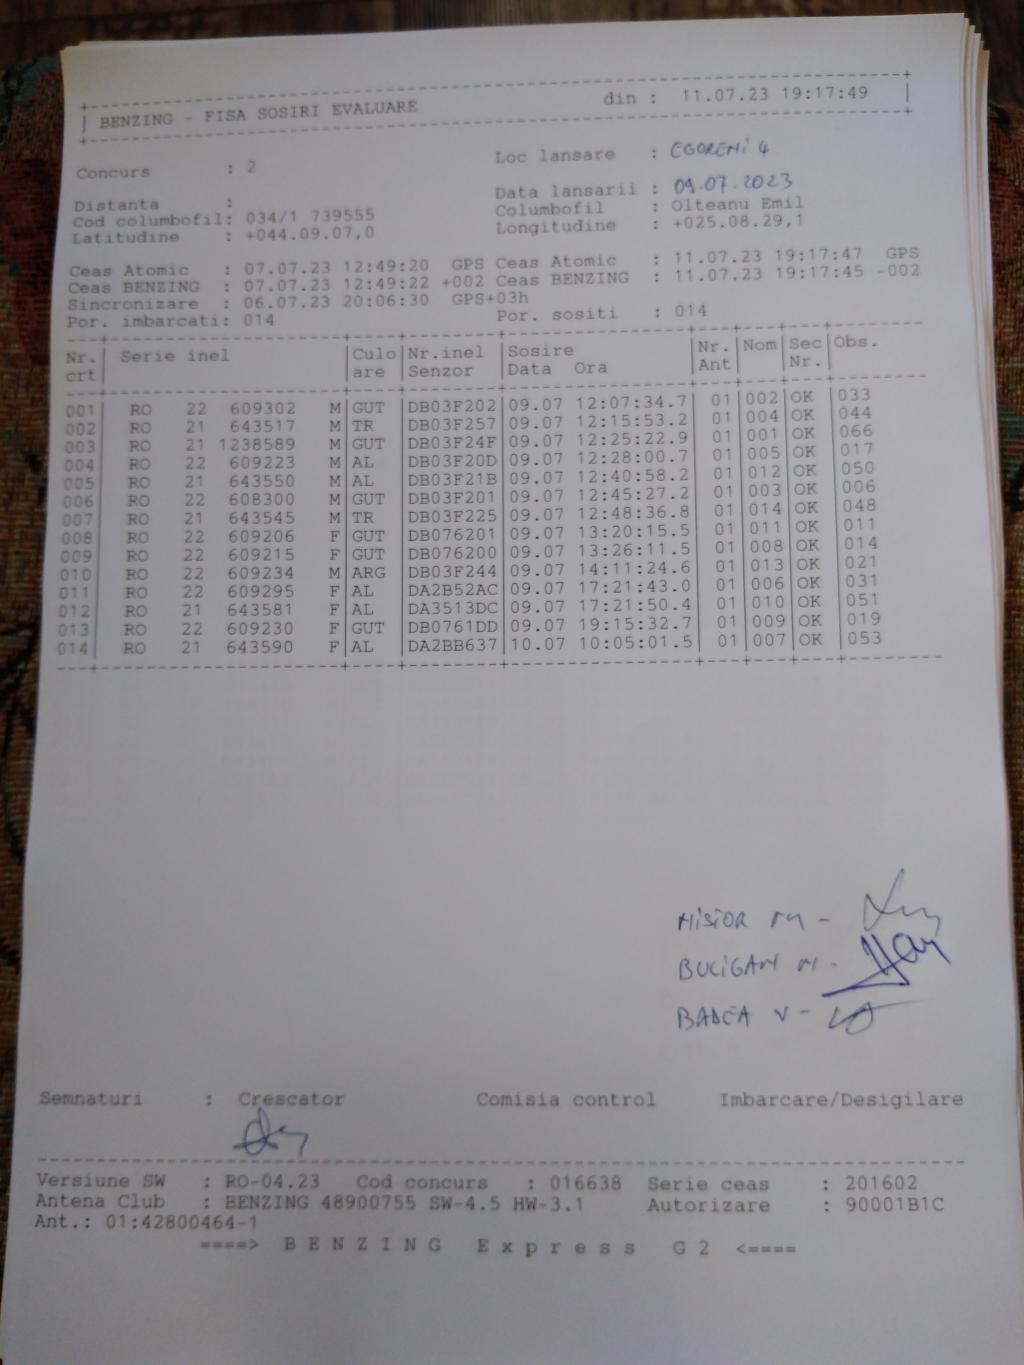 BENZING - FISA SOSIRI EVALUARE din : 11.07.23 19:17:49
Concurs : 2 Loc lansare : EGORENI 4
Distanta : Data lansarii : 09.07.2023
Cod columbofil: 034/1 739555 Columbofil : Olteanu Emil
Latitudine : +044.09.07,0 Longitudine : +025.08.29,1
Ceas Atomic : 07.07.23 12:49:20 GPS Ceas Atomic : 11.07.23 19:17:47 GPS
Ceas BENZING : 07.07.23 12:49:22 +002 Ceas BENZING : 11.07.23 19:17:45 -002
Sincronizare : 06.07.23 20:06:30 GPS+03h
Por. imbarcati: 014 Por. sositi : 014
Nr. Serie inel Culo Nr.inel Sosire Nr. Nom Sec Obs.
crt are Senzor Data Ora Ant Nr.
001 RO 22 609302 M GUT DB03F202 09.07 12:07:34.7 01 002 OK 033
002 RO 21 643517 M TR DB03F257 09.07 12:15:53.2 01 004 OK 044
003 RO 21 1238589 M GUT DB03F24F 09.07 12:25:22.9 01 001 OK 066
004 RO 22 609223 M AL DB03F20D 09.07 12:28:00.7 01 005 OK 017
005 RO 21 643550 M AL DB03F21B 09.07 12:40:58.2 01 012 OK 050
006 RO 22 608300 M GUT DB03F201 09.07 12:45:27.2 01 003 OK 006
007 RO 21 643545 M TR DB03F225 09.07 12:48:36.8 01 014 OK 048
008 RO 22 609206 F GUT DB076201 09.07 13:20:15.5 01 011 OK 011
009 RO 22 609215 F GUT DB076200 09.07 13:26:11.5 01 008 OK 014
010 RO 22 609234 M ARG DB03F244 09.07 14:11:24.6 01 013 OK 021
011 RO 22 609295 F AL DA2B52AC 09.07 17:21:43.0 01 006 OK 031
012 RO 21 643581 F AL DA3513DC 09.07 17:21:50.4 01 010 OK 051
013 RO 22 609230 F GUT DB0761DD 09.07 19:15:32.7 01 009 OK 019
014 RO 21 643590 F AL DA2BB637 10.07 10:05:01.5 01 007 OK 053
MISIOR M -
BUCIGAN M -
BADEA V -
Semnaturi : Crescator Comisia control Imbarcare/Desigilare
Versiune SW : RO-04.23 Cod concurs : 016638 Serie ceas : 201602
Antena Club : BENZING 48900755 SW-4.5 HW-3.1 Autorizare : 90001B1C
Ant.: 01:42800464-1
====> BENZING Express G2 <====